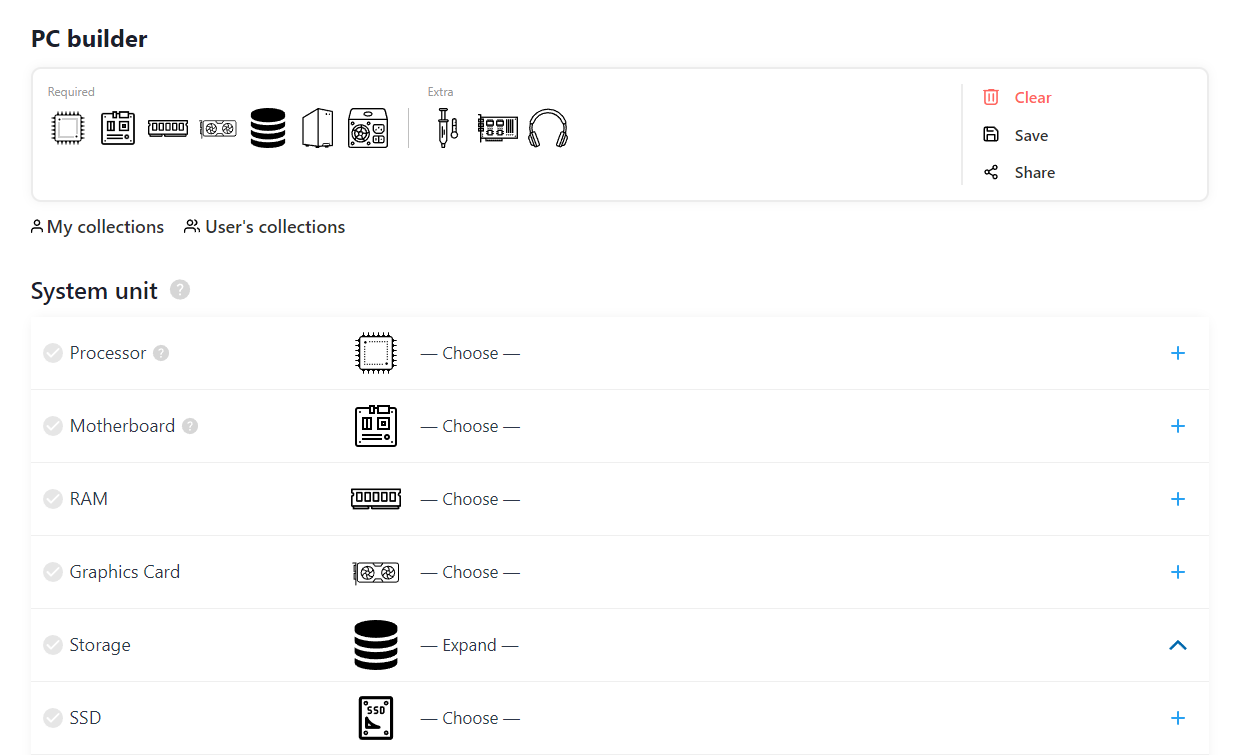 PC builder
Required
Extra
Clear
Save
Share
My collections
User's collections
System unit ?
Processor ? — Choose —
Motherboard ? — Choose —
RAM — Choose —
Graphics Card — Choose —
Storage — Expand —
SSD SSD — Choose —